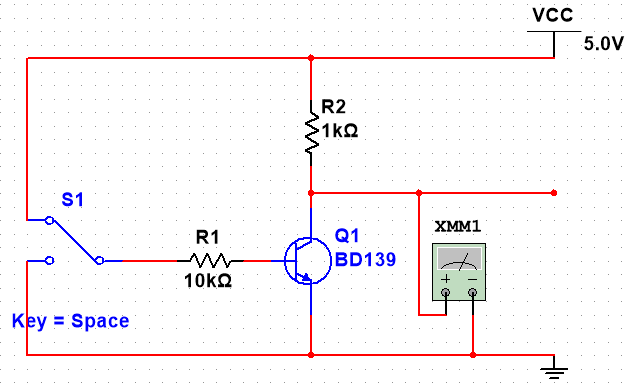 VCC
5.0V
R2
1kΩ
S1
XMM1
R1
Q1
BD139
10kΩ
+ −
Key = Space